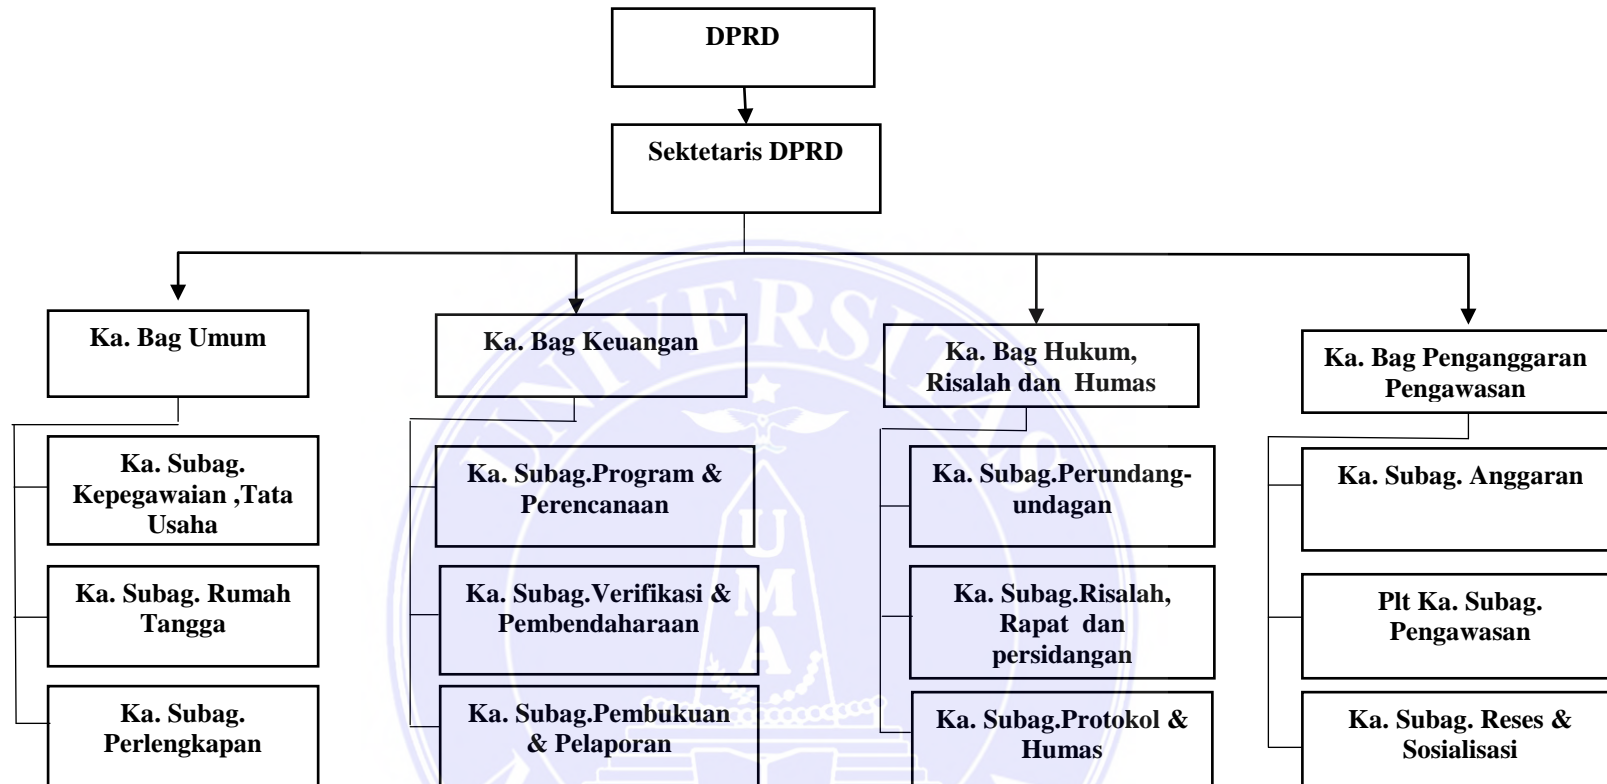 DPRD
Sektetaris DPRD
Ka. Bag Umum
Ka. Bag Keuangan
Ka. Bag Hukum,
Risalah dan Humas
Ka. Bag Penganggaran
Pengawasan
Ka. Subag.
Kepegawaian ,Tata
Usaha
Ka. Subag.Program &
Perencanaan
Ka. Subag.Perundang-
undagan
Ka. Subag. Anggaran
Ka. Subag. Rumah
Tangga
Ka. Subag.Verifikasi &
Pembendaharaan
Ka. Subag.Risalah,
Rapat dan
persidangan
Plt Ka. Subag.
Pengawasan
Ka. Subag.
Perlengkapan
Ka. Subag.Pembukuan
& Pelaporan
Ka. Subag.Protokol &
Humas
Ka. Subag. Reses &
Sosialisasi
UNIVERSITAS
U
M
A